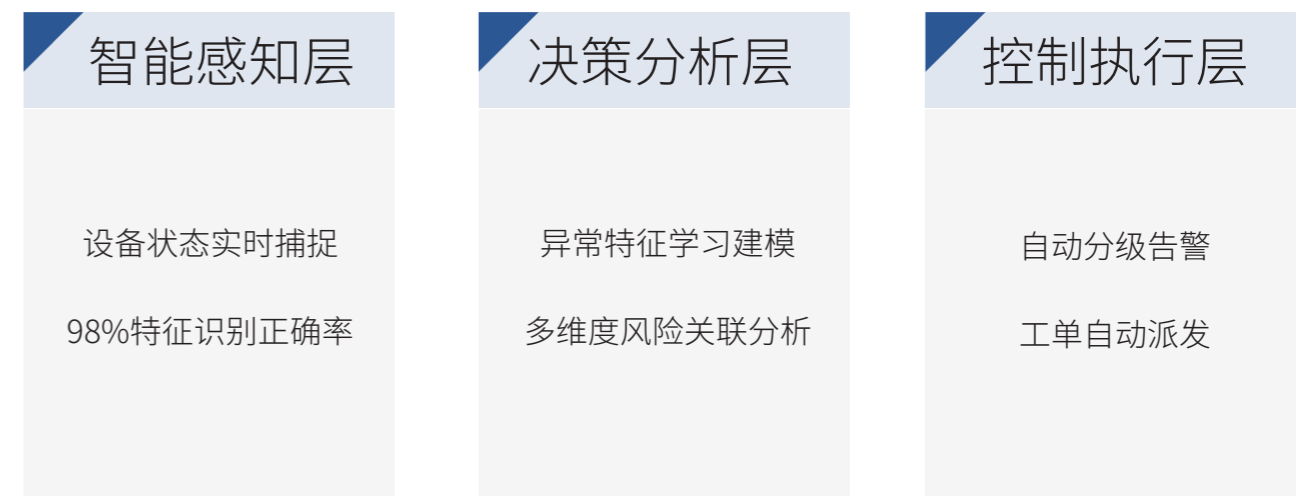 智能感知层
设备状态实时捕捉
98%特征识别正确率
决策分析层
异常特征学习建模
多维度风险关联分析
控制执行层
自动分级告警
工单自动派发